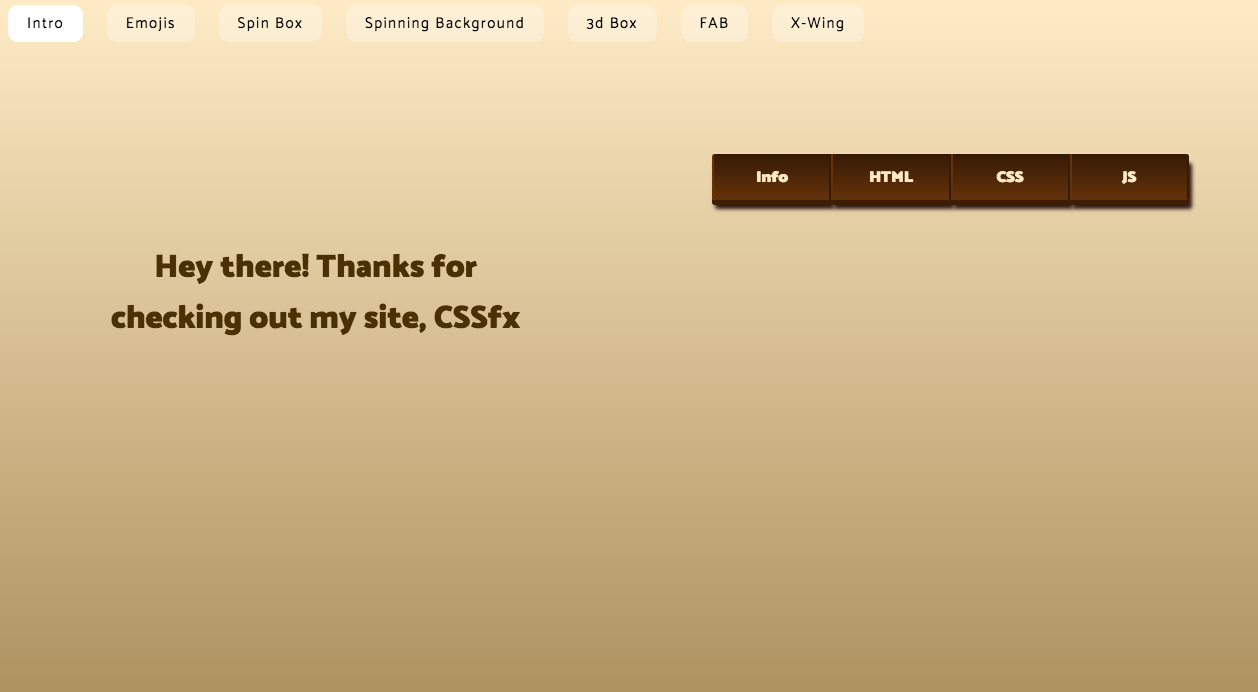 Intro Emojis Spin Box Spinning Background 3d Box FAB X-Wing
Info HTML CSS JS
Hey there! Thanks for
checking out my site, CSSfx